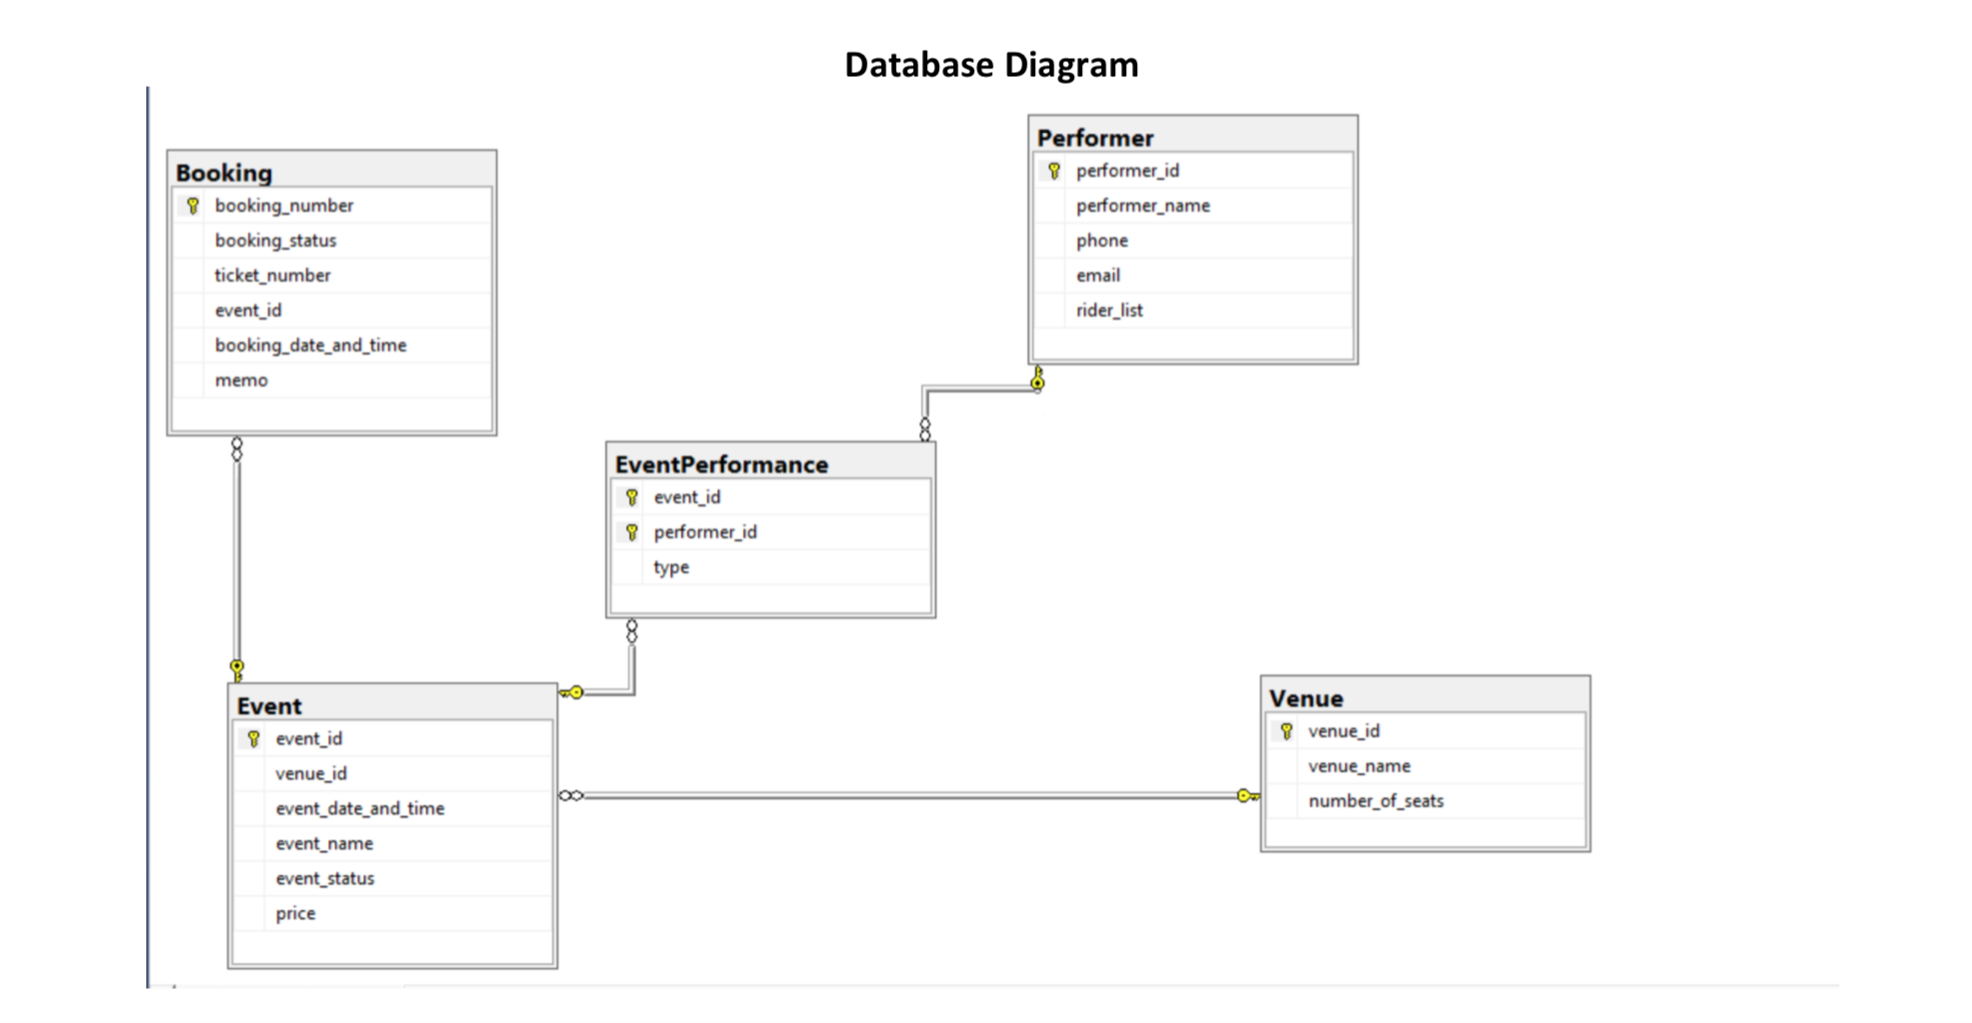 Database Diagram
Booking
booking_number
booking_status
ticket_number
event_id
booking_date_and_time
memo
Performer
performer_id
performer_name
phone
email
rider_list
EventPerformance
event_id
performer_id
type
Event
event_id
venue_id
event_date_and_time
event_name
event_status
price
Venue
venue_id
venue_name
number_of_seats